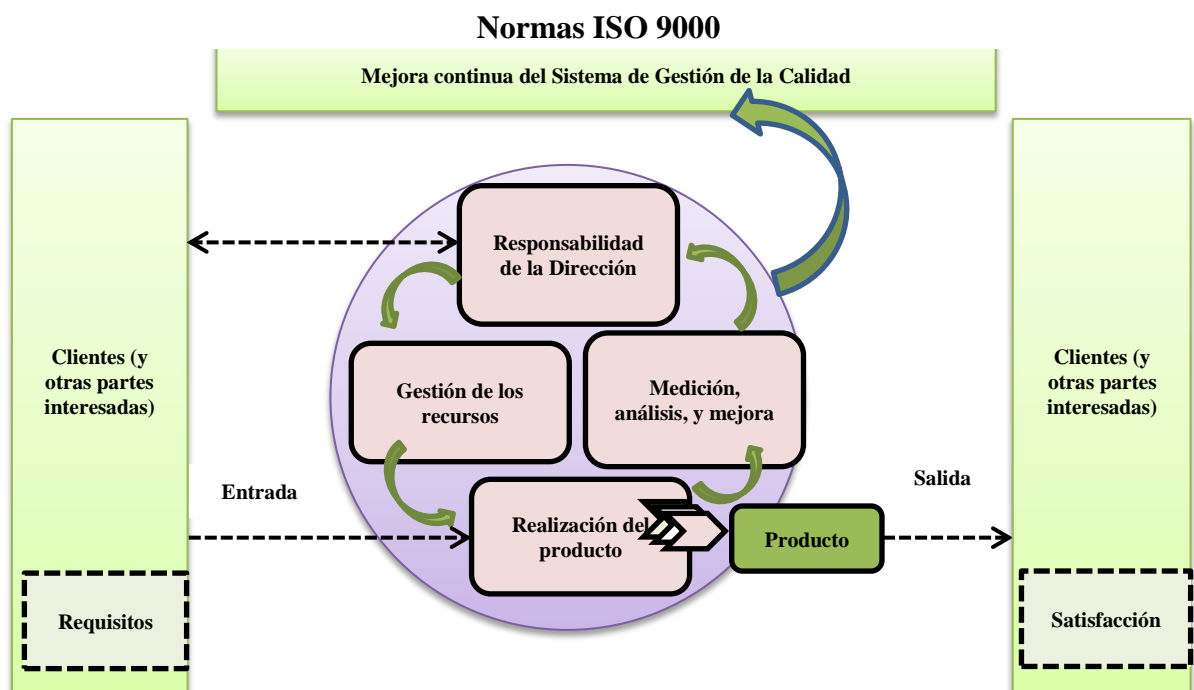 Normas ISO 9000
Mejora continua del Sistema de Gestión de la Calidad
Responsabilidad
de la Dirección
Clientes (y
otras partes
interesadas)
Gestión de los
recursos
Medición,
análisis, y mejora
Clientes (y
otras partes
interesadas)
Entrada
Salida
Realización del
producto
Producto
Requisitos
Satisfacción